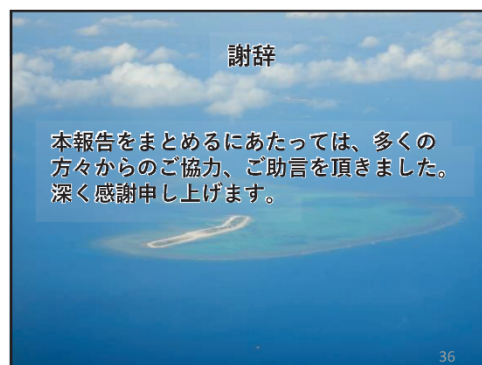 謝辞
本報告をまとめるにあたっては、多くの
方々からのご協力、ご助言を頂きました。
深く感謝申し上げます。
36